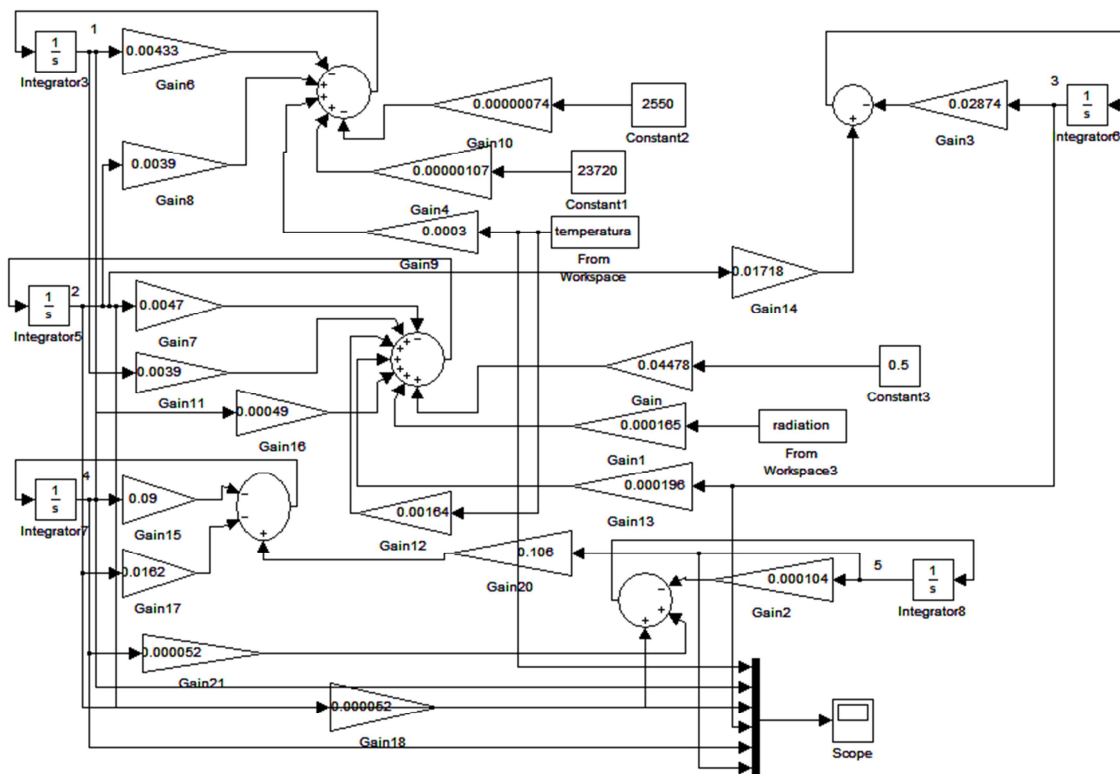 1
1
s
Integrator3
0.00433
Gain6
−
+
+
+
−
0.00000074
Gain10
2550
Constant2
0.0039
Gain8
0.00000107
Gain4
23720
Constant1
0.0003
Gain9
temperatura
From
Workspace
−
+
0.02874
Gain3
3
1
s
Integrator6
0.01718
Gain14
2
1
s
Integrator5
0.0047
Gain7
0.0039
Gain11
0.00049
Gain16
−
+
+
+
+
+
+
0.04478
Gain
0.5
Constant3
0.000165
Gain1
radiation
From
Workspace3
0.000196
Gain13
0.00164
Gain12
4
1
s
Integrator7
0.09
Gain15
0.0162
Gain17
−
−
+
0.106
Gain20
−
+
+
0.000104
Gain2
5
1
s
Integrator8
0.000052
Gain21
0.000052
Gain18
Scope